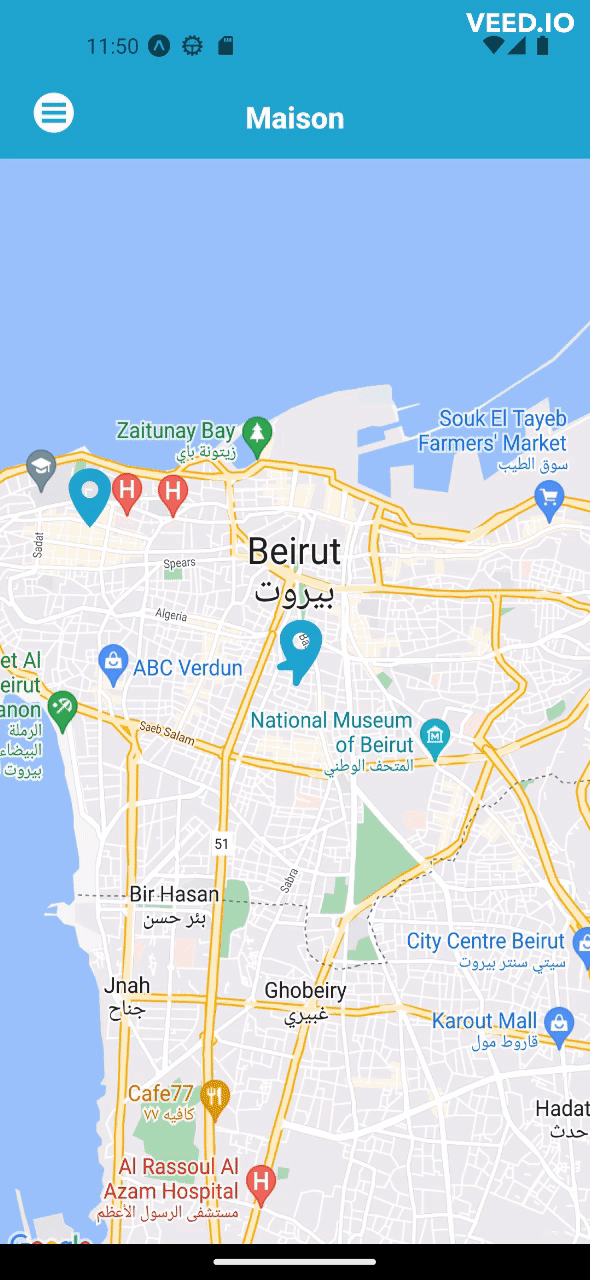 VEED.IO
11:50
Maison
Zaitunay Bay
زيتونة باي
Souk El Tayeb
Farmers' Market
سوق الطيب
H
H
Sadat
Spears
Beirut
بيروت
Algeria
Ba
et Al
eirut
anon
الرملة
البيضاء
بيروت
ABC Verdun
Saeb Salam
National Museum
of Beirut
المتحف الوطني
M
51
Sabra
Bir Hasan
بئر حسن
City Centre Beirut
سيتي سنتر بيروت
Jnah
جناح
Ghobeiry
غبيري
Karout Mall
قاروط مول
Cafe77
كافيه ٧٧
Hadat
حدث
Al Rassoul Al
Azam Hospital
مستشفى الرسول الأعظم
H
Google